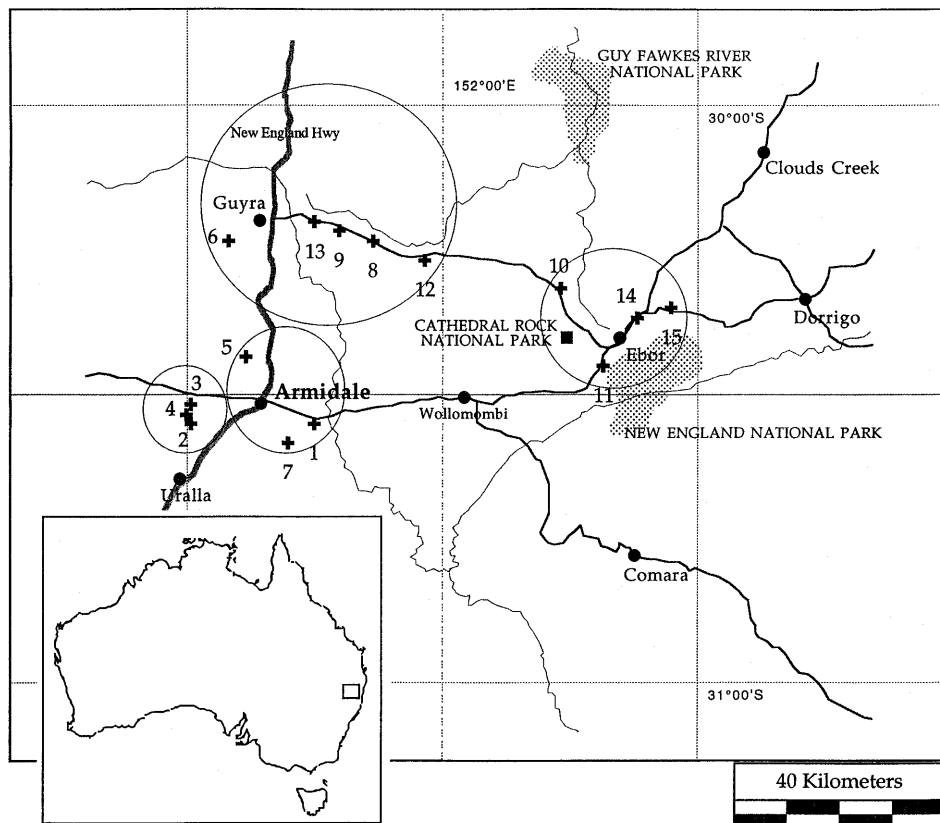 GUY FAWKES RIVER
NATIONAL PARK
152°00'E
30°00'S
New England Hwy
Clouds Creek
Guyra
6
13
9
8
12
10
14
15
Dorrigo
CATHEDRAL ROCK
NATIONAL PARK
Ebor
5
3
Armidale
4
11
Wollomombi
2
1
7
NEW ENGLAND NATIONAL PARK
Uralla
Comara
31°00'S
40 Kilometers